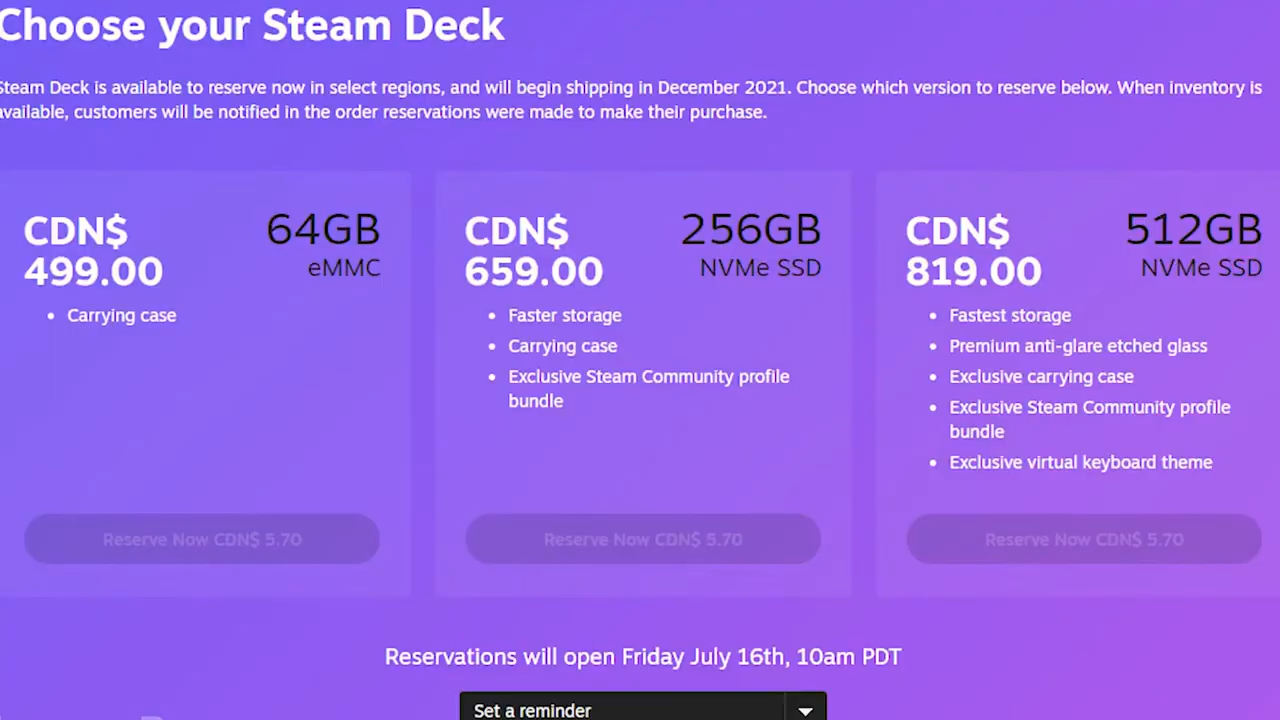 Choose your Steam Deck
Steam Deck is available to reserve now in select regions, and will begin shipping in December 2021. Choose which version to reserve below. When inventory is
available, customers will be notified in the order reservations were made to make their purchase.
CDN$
499.00
64GB
eMMC
• Carrying case
Reserve Now CDN$ 5.70
CDN$
659.00
256GB
NVMe SSD
• Faster storage
• Carrying case
• Exclusive Steam Community profile
bundle
Reserve Now CDN$ 5.70
CDN$
819.00
512GB
NVMe SSD
• Fastest storage
• Premium anti-glare etched glass
• Exclusive carrying case
• Exclusive Steam Community profile
bundle
• Exclusive virtual keyboard theme
Reserve Now CDN$ 5.70
Reservations will open Friday July 16th, 10am PDT
Set a reminder